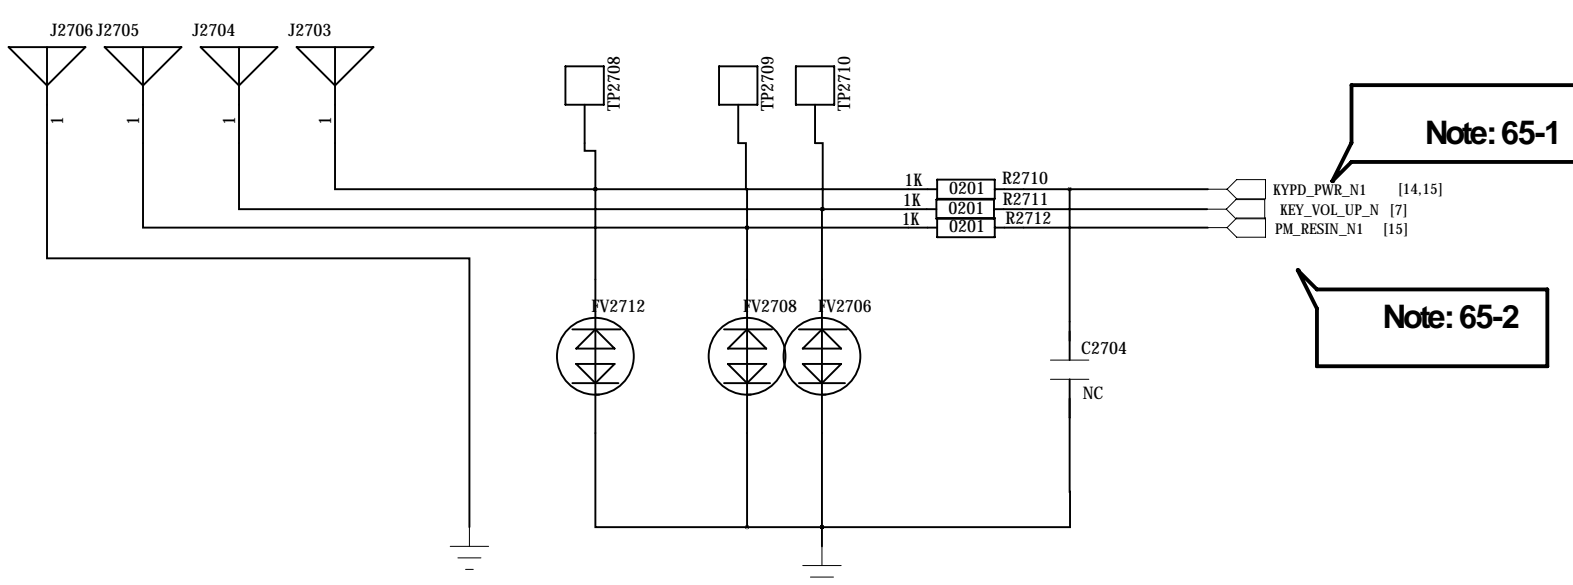 J2706 J2705 J2704 J2703
TP2708
TP2709
TP2710
1
1
1
1
Note: 65-1
1K 0201 R2710 KYPD_PWR_N1 [14,15]
1K 0201 R2711 KEY_VOL_UP_N [7]
1K 0201 R2712 PM_RESIN_N1 [15]
FV2712 FV2708 FV2706
Note: 65-2
C2704
NC